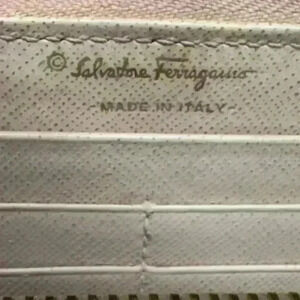 © Salvatore Ferragamo
-MADE IN ITALY-